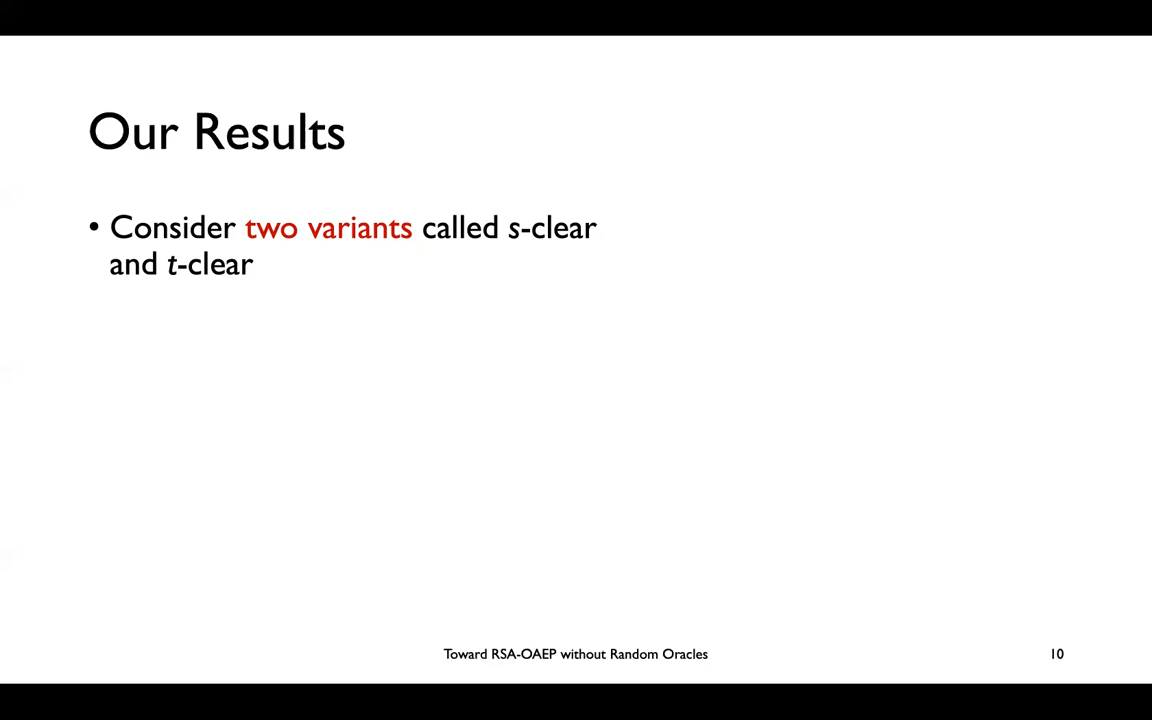 Our Results
• Consider two variants called s-clear
and t-clear
Toward RSA-OAEP without Random Oracles
10